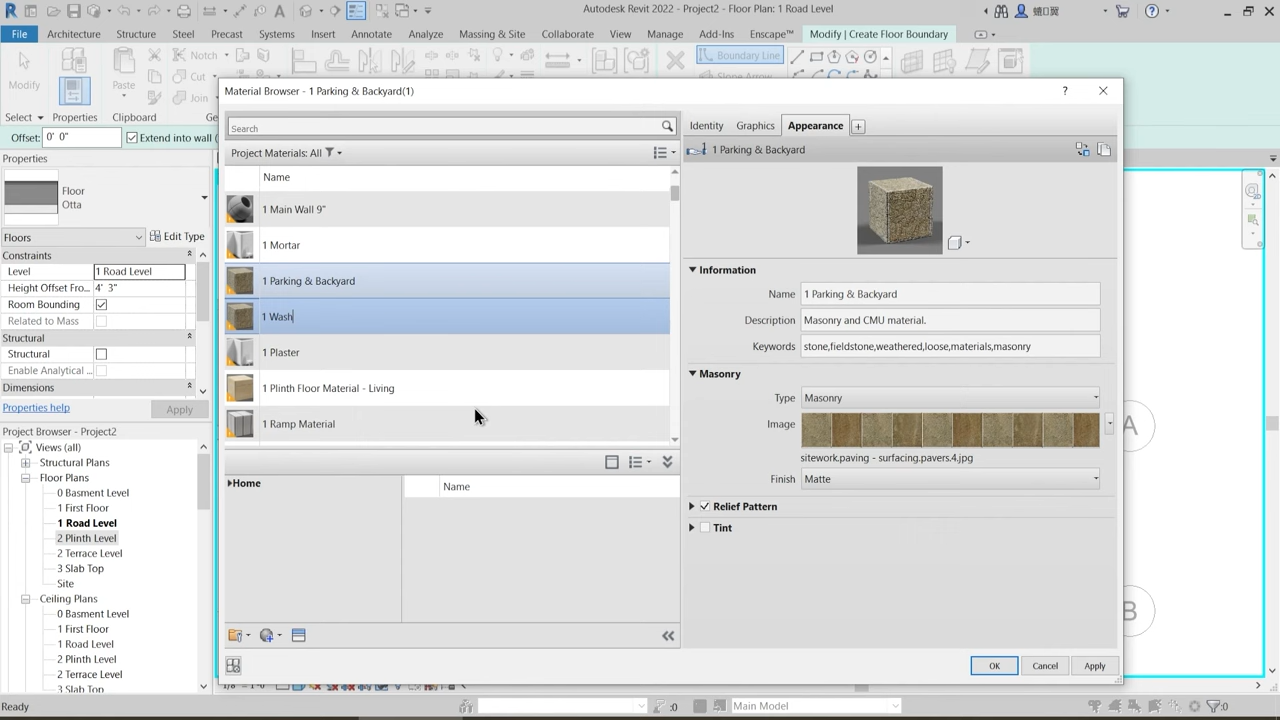 Autodesk Revit 2022 - Project2 - Floor Plan: 1 Road Level
File Architecture Structure Steel Precast Systems Insert Annotate Analyze Massing & Site Collaborate View Manage Add-Ins Enscape™ Modify | Create Floor Boundary
Modify
Paste
Notch
Cut
Join
Boundary Line
Slope Arrow
Select Properties Clipboard
Offset: 0' 0" Extend into wall
Properties
Floor
Otta
Floors Edit Type
Constraints
Level 1 Road Level
Height Offset Fro... 4' 3"
Room Bounding
Related to Mass
Structural
Structural
Enable Analytical ...
Dimensions
Properties help Apply
Project Browser - Project2
Views (all)
Structural Plans
Floor Plans
0 Basment Level
1 First Floor
1 Road Level
2 Plinth Level
2 Terrace Level
3 Slab Top
Site
Ceiling Plans
0 Basment Level
1 First Floor
1 Road Level
2 Plinth Level
2 Terrace Level
3 Slab Top
Material Browser - 1 Parking & Backyard(1)
Search
Project Materials: All
Name
1 Main Wall 9"
1 Mortar
1 Parking & Backyard
1 Wash
1 Plaster
1 Plinth Floor Material - Living
1 Ramp Material
Home
Name
Identity Graphics Appearance
1 Parking & Backyard
Information
Name 1 Parking & Backyard
Description Masonry and CMU material.
Keywords stone,fieldstone,weathered,loose,materials,masonry
Masonry
Type Masonry
Image
sitework.paving - surfacing.pavers.4.jpg
Finish Matte
Relief Pattern
Tint
OK Cancel Apply
A
B
Ready :0 Main Model :0